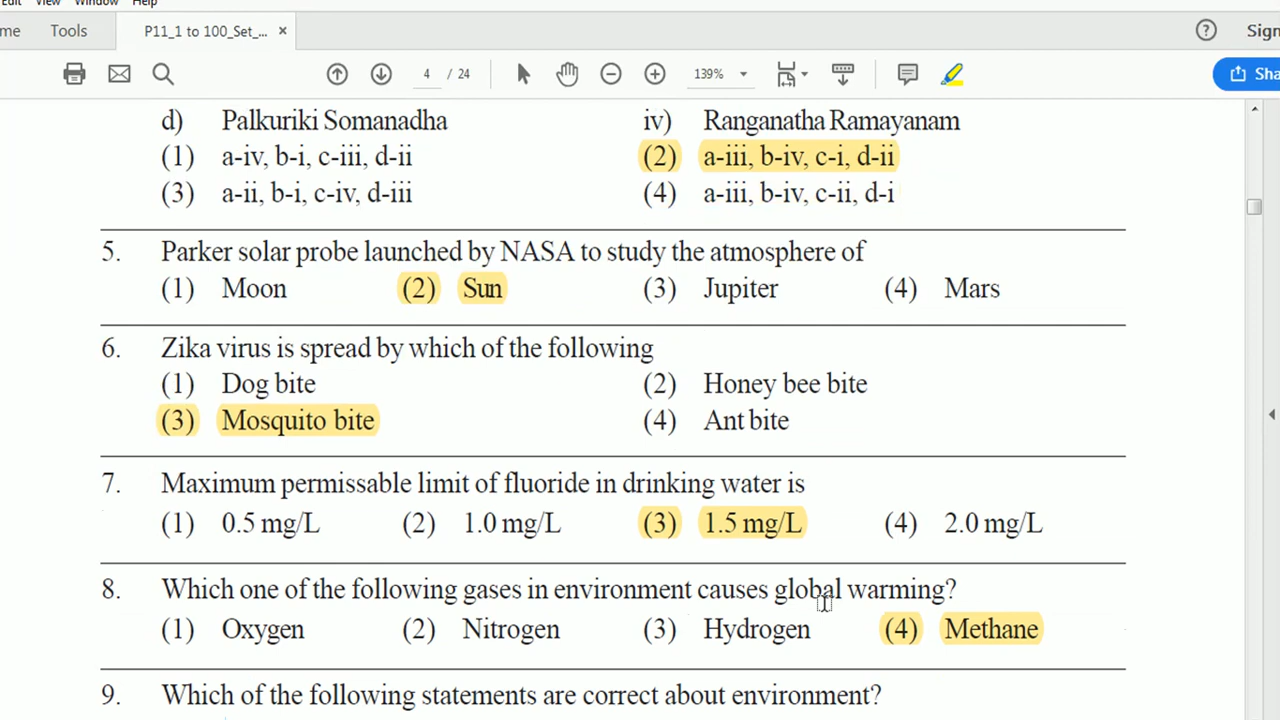 Edit View Window Help
me Tools P11_1 to 100_Set_... × Sign
4 / 24 139% Sha
d) Palkuriki Somanadha iv) Ranganatha Ramayanam
(1) a-iv, b-i, c-iii, d-ii (2) a-iii, b-iv, c-i, d-ii
(3) a-ii, b-i, c-iv, d-iii (4) a-iii, b-iv, c-ii, d-i
5. Parker solar probe launched by NASA to study the atmosphere of
(1) Moon (2) Sun (3) Jupiter (4) Mars
6. Zika virus is spread by which of the following
(1) Dog bite (2) Honey bee bite
(3) Mosquito bite (4) Ant bite
7. Maximum permissable limit of fluoride in drinking water is
(1) 0.5 mg/L (2) 1.0 mg/L (3) 1.5 mg/L (4) 2.0 mg/L
8. Which one of the following gases in environment causes global warming?
(1) Oxygen (2) Nitrogen (3) Hydrogen (4) Methane
9. Which of the following statements are correct about environment?